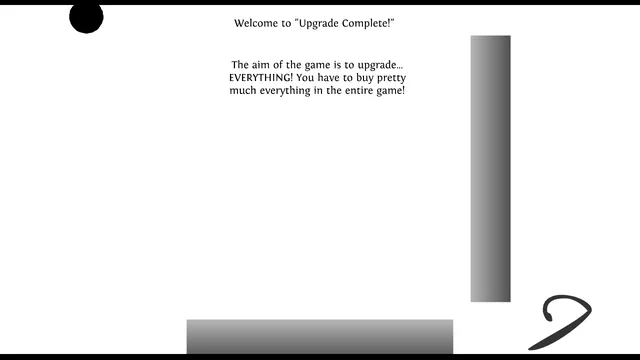 Welcome to "Upgrade Complete!"
The aim of the game is to upgrade...
EVERYTHING! You have to buy pretty
much everything in the entire game!